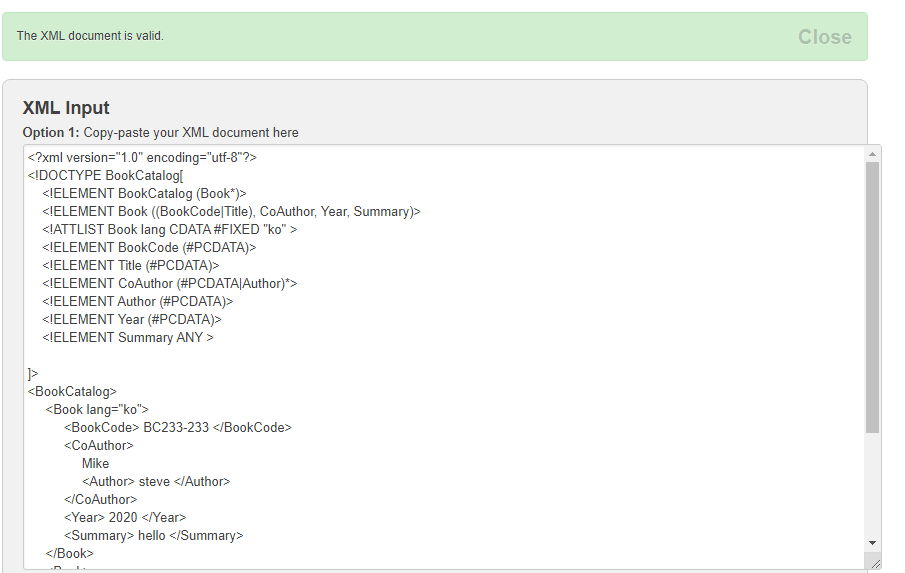 The XML document is valid.
Close
XML Input
Option 1: Copy-paste your XML document here
<?xml version="1.0" encoding="utf-8"?>
<!DOCTYPE BookCatalog[
<!ELEMENT BookCatalog (Book*)>
<!ELEMENT Book ((BookCode|Title), CoAuthor, Year, Summary)>
<!ATTLIST Book lang CDATA #FIXED "ko" >
<!ELEMENT BookCode (#PCDATA)>
<!ELEMENT Title (#PCDATA)>
<!ELEMENT CoAuthor (#PCDATA|Author)*>
<!ELEMENT Author (#PCDATA)>
<!ELEMENT Year (#PCDATA)>
<!ELEMENT Summary ANY >
]>
<BookCatalog>
<Book lang="ko">
<BookCode> BC233-233 </BookCode>
<CoAuthor>
Mike
<Author> steve </Author>
</CoAuthor>
<Year> 2020 </Year>
<Summary> hello </Summary>
</Book>